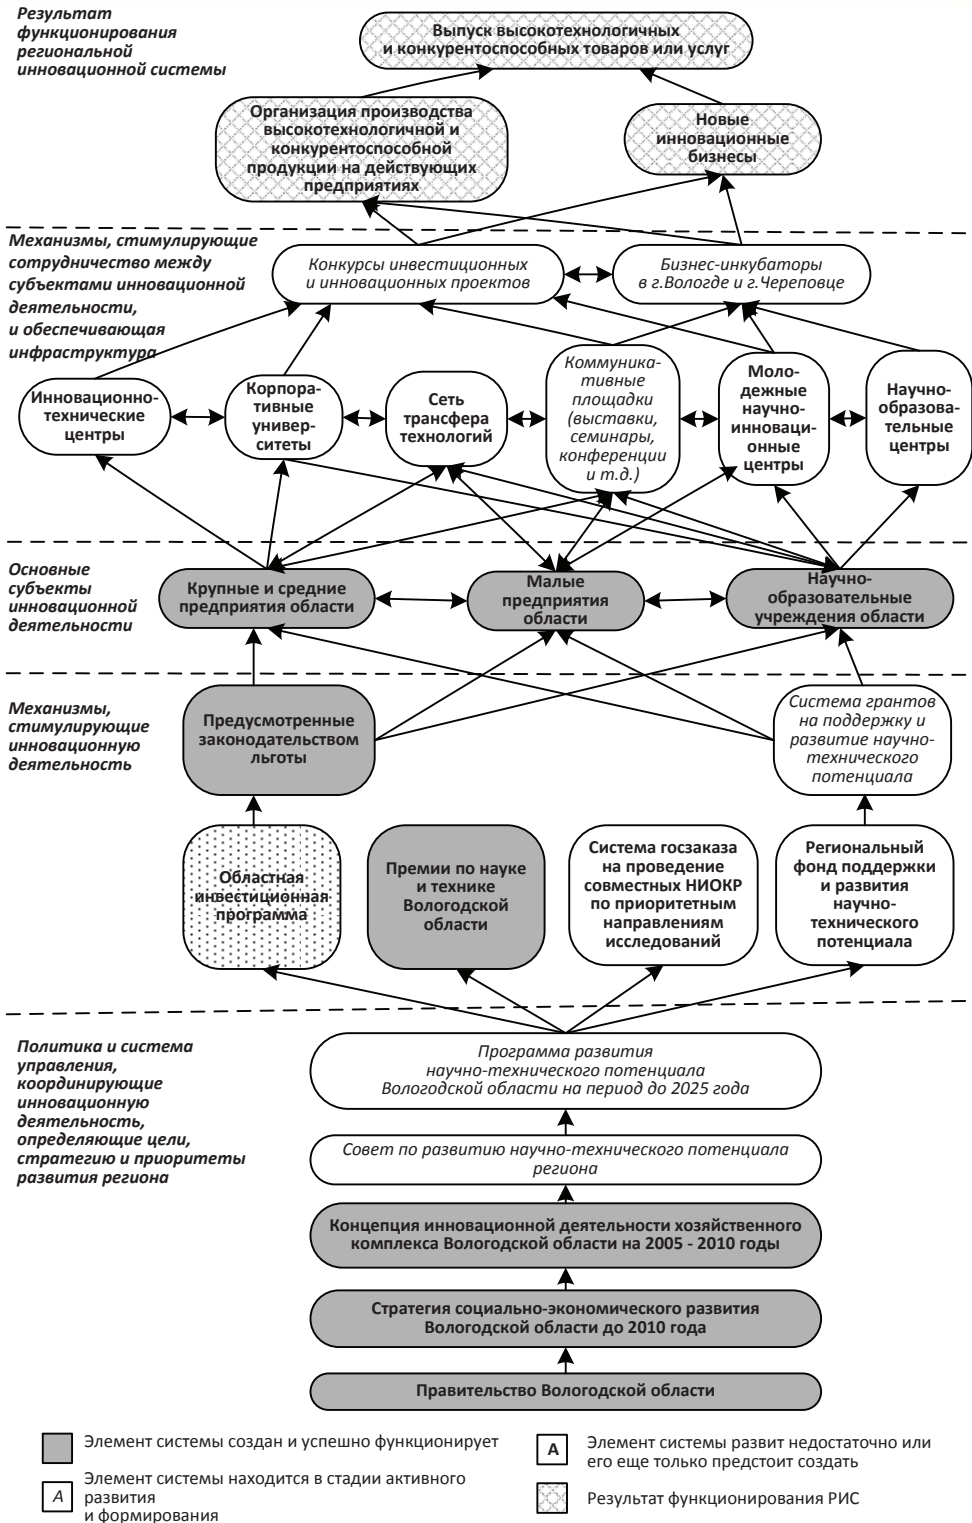 Результат
функционирования
региональной
инновационной системы
Выпуск высокотехнологичных
и конкурентоспособных товаров или услуг
Организация производства
высокотехнологичной и
конкурентоспособной
продукции на действующих
предприятиях
Новые
инновационные
бизнесы
Механизмы, стимулирующие
сотрудничество между
субъектами инновационной
деятельности,
и обеспечивающая
инфраструктура
Конкурсы инвестиционных
и инновационных проектов
Бизнес-инкубаторы
в г.Вологде и г.Череповце
Инновационно-
технические
центры
Корпора-
тивные
универ-
ситеты
Сеть
трансфера
технологий
Коммуника-
тивные
площадки
(выставки,
семинары,
конференции
и т.д.)
Моло-
дежные
научно-
инноваци-
онные
центры
Научно-
образова-
тельные
центры
Основные
субъекты
инновационной
деятельности
Крупные и средние
предприятия области
Малые
предприятия
области
Научно-
образовательные
учреждения области
Механизмы,
стимулирующие
инновационную
деятельность
Предусмотренные
законодательством
льготы
Система грантов
на поддержку и
развитие научно-
технического
потенциала
Областная
инвестиционная
программа
Премии по науке
и технике
Вологодской
области
Система госзаказа
на проведение
совместных НИОКР
по приоритетным
направлениям
исследований
Региональный
фонд поддержки
и развития
научно-
технического
потенциала
Политика и система
управления,
координирующие
инновационную
деятельность,
определяющие цели,
стратегию и приоритеты
развития региона
Программа развития
научно-технического потенциала
Вологодской области на период до 2025 года
Совет по развитию научно-технического потенциала
региона
Концепция инновационной деятельности хозяйственного
комплекса Вологодской области на 2005 - 2010 годы
Стратегия социально-экономического развития
Вологодской области до 2010 года
Правительство Вологодской области
Элемент системы создан и успешно функционирует
A
Элемент системы находится в стадии активного
развития
и формирования
A
Элемент системы развит недостаточно или
его еще только предстоит создать
Результат функционирования РИС